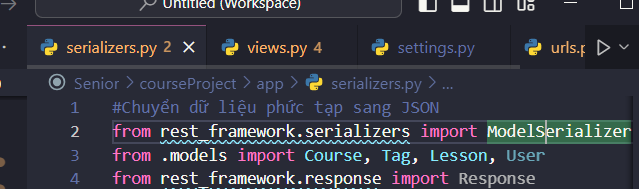 Untitled (Workspace)
serializers.py 2 views.py 4 settings.py urls.p
Senior > courseProject > app > serializers.py > ...
1 #Chuyển dữ liệu phức tạp sang JSON
2 from rest_framework.serializers import ModelSerializer
3 from .models import Course, Tag, Lesson, User
4 from rest_framework.response import Response